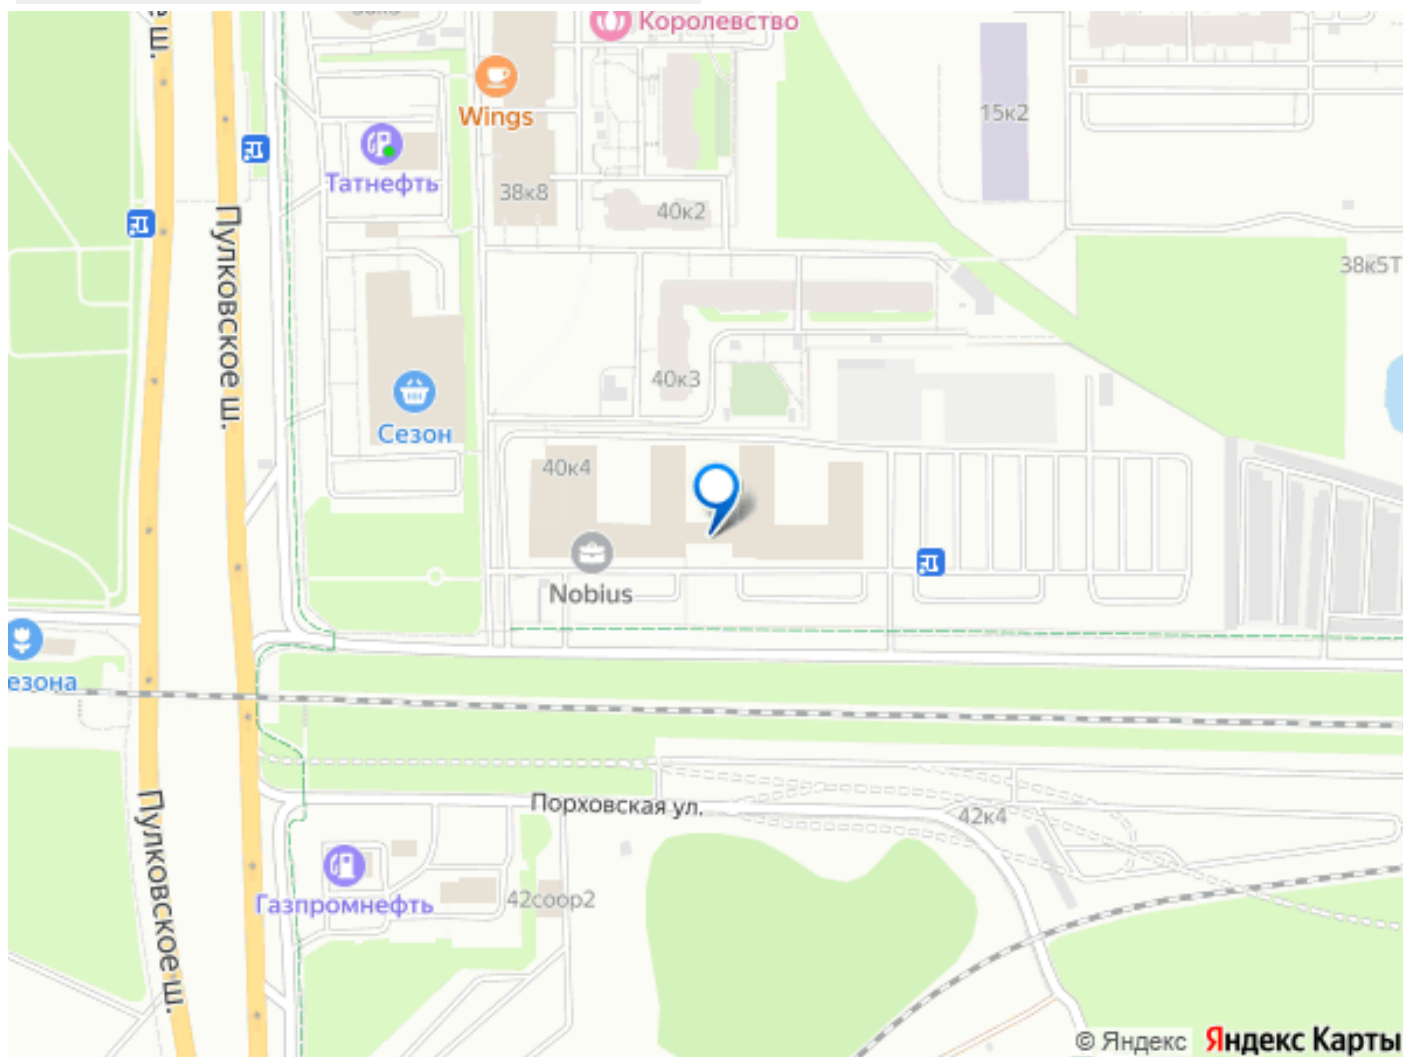 Королевство
ш.
Wings
15к2
Татнефть
38к8
40к2
Пулковское ш.
38к5Т
40к3
Сезон
40к4
Nobius
езона
Порховская ул.
42к4
Пулковское ш.
Газпромнефть
42соор2
© Яндекс Яндекс Карты